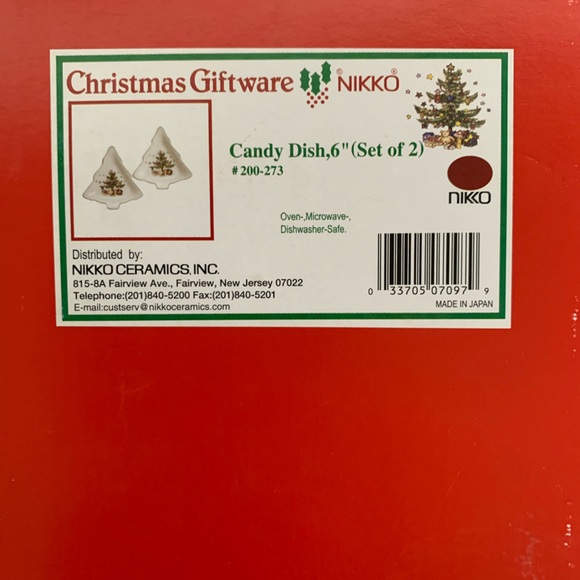 Christmas Giftware © NIKKO®
Candy Dish,6"(Set of 2)
# 200-273
NIKKO
Oven-,Microwave-,
Dishwasher-Safe.
Distributed by:
NIKKO CERAMICS, INC.
815-8A Fairview Ave., Fairview, New Jersey 07022
Telephone:(201)840-5200 Fax:(201)840-5201
E-mail:custserv@nikkoceramics.com
0 33705 07097 9
MADE IN JAPAN